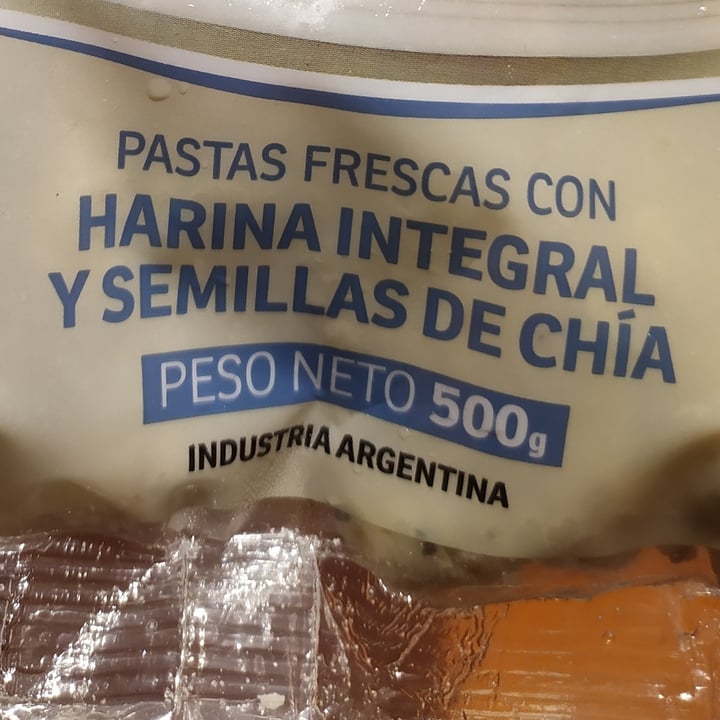 PASTAS FRESCAS CON
HARINA INTEGRAL
Y SEMILLAS DE CHÍA
PESO NETO 500g
INDUSTRIA ARGENTINA